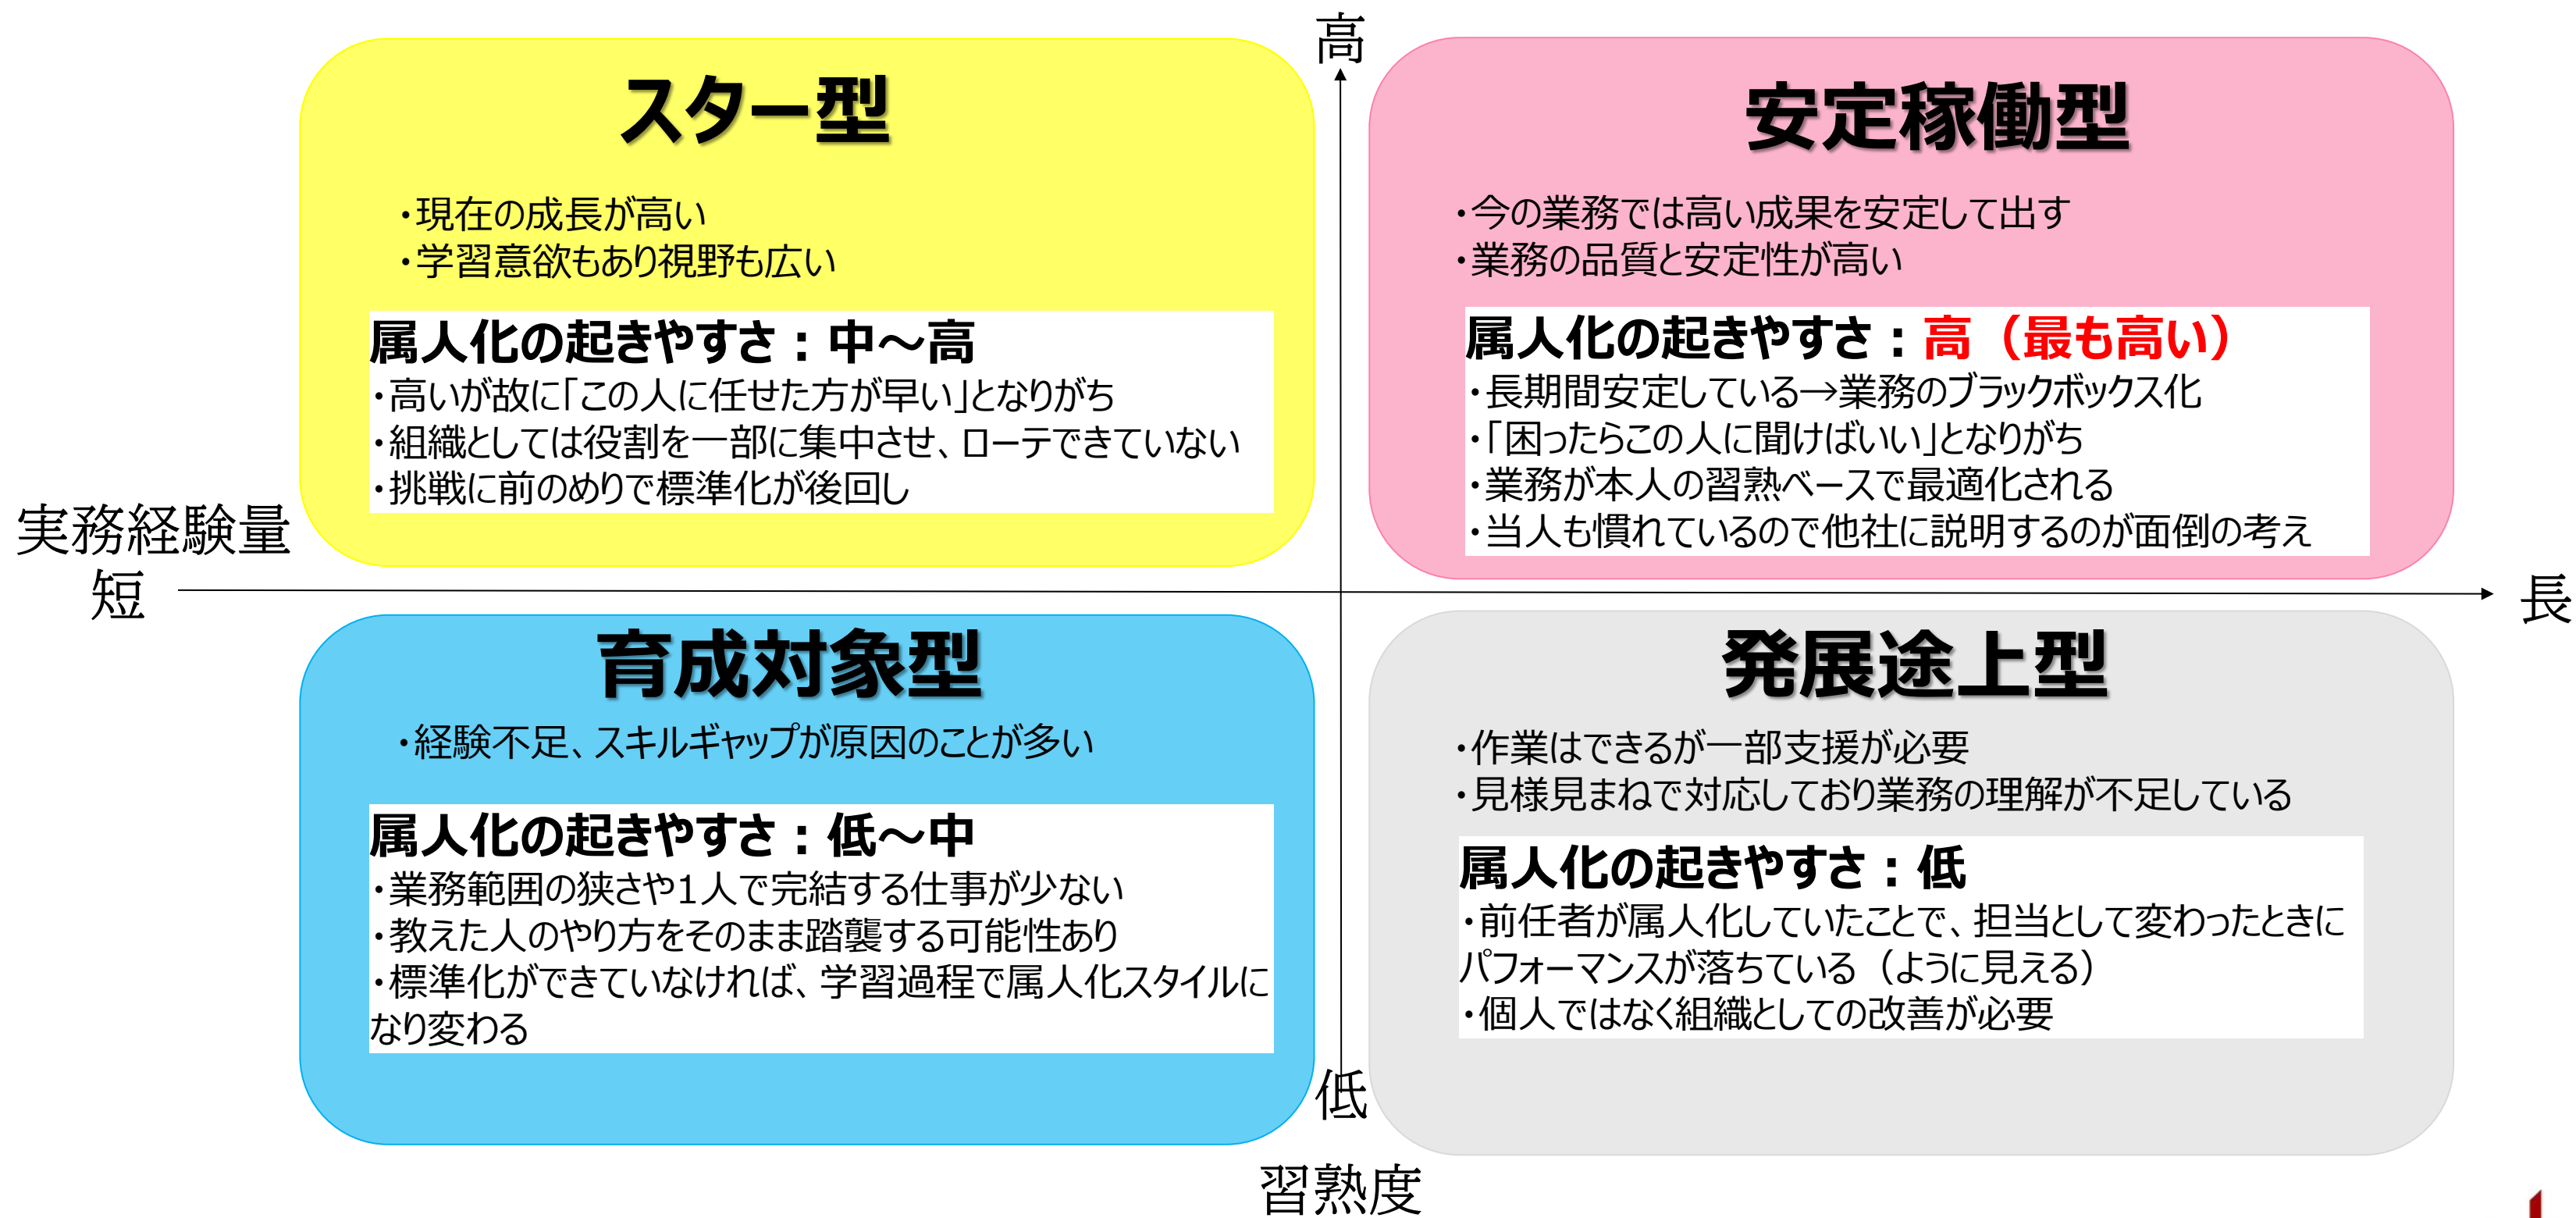 高
スター型
・現在の成長が高い
・学習意欲もあり視野も広い
属人化の起きやすさ：中～高
・高いが故に「この人に任せた方が早い」となりがち
・組織としては役割を一部に集中させ、ローテできていない
・挑戦に前のめりで標準化が後回し
安定稼働型
・今の業務では高い成果を安定して出す
・業務の品質と安定性が高い
属人化の起きやすさ：高（最も高い）
・長期間安定している→業務のブラックボックス化
・「困ったらこの人に聞けばいい」となりがち
・業務が本人の習熟ベースで最適化される
・当人も慣れているので他社に説明するのが面倒の考え
実務経験量
短
長
育成対象型
・経験不足、スキルギャップが原因のことが多い
属人化の起きやすさ：低～中
・業務範囲の狭さや1人で完結する仕事が少ない
・教えた人のやり方をそのまま踏襲する可能性あり
・標準化ができていなければ、学習過程で属人化スタイルに
なり変わる
発展途上型
・作業はできるが一部支援が必要
・見様見まねで対応しており業務の理解が不足している
属人化の起きやすさ：低
・前任者が属人化していたことで、担当として変わったときに
パフォーマンスが落ちている（ように見える）
・個人ではなく組織としての改善が必要
低
習熟度